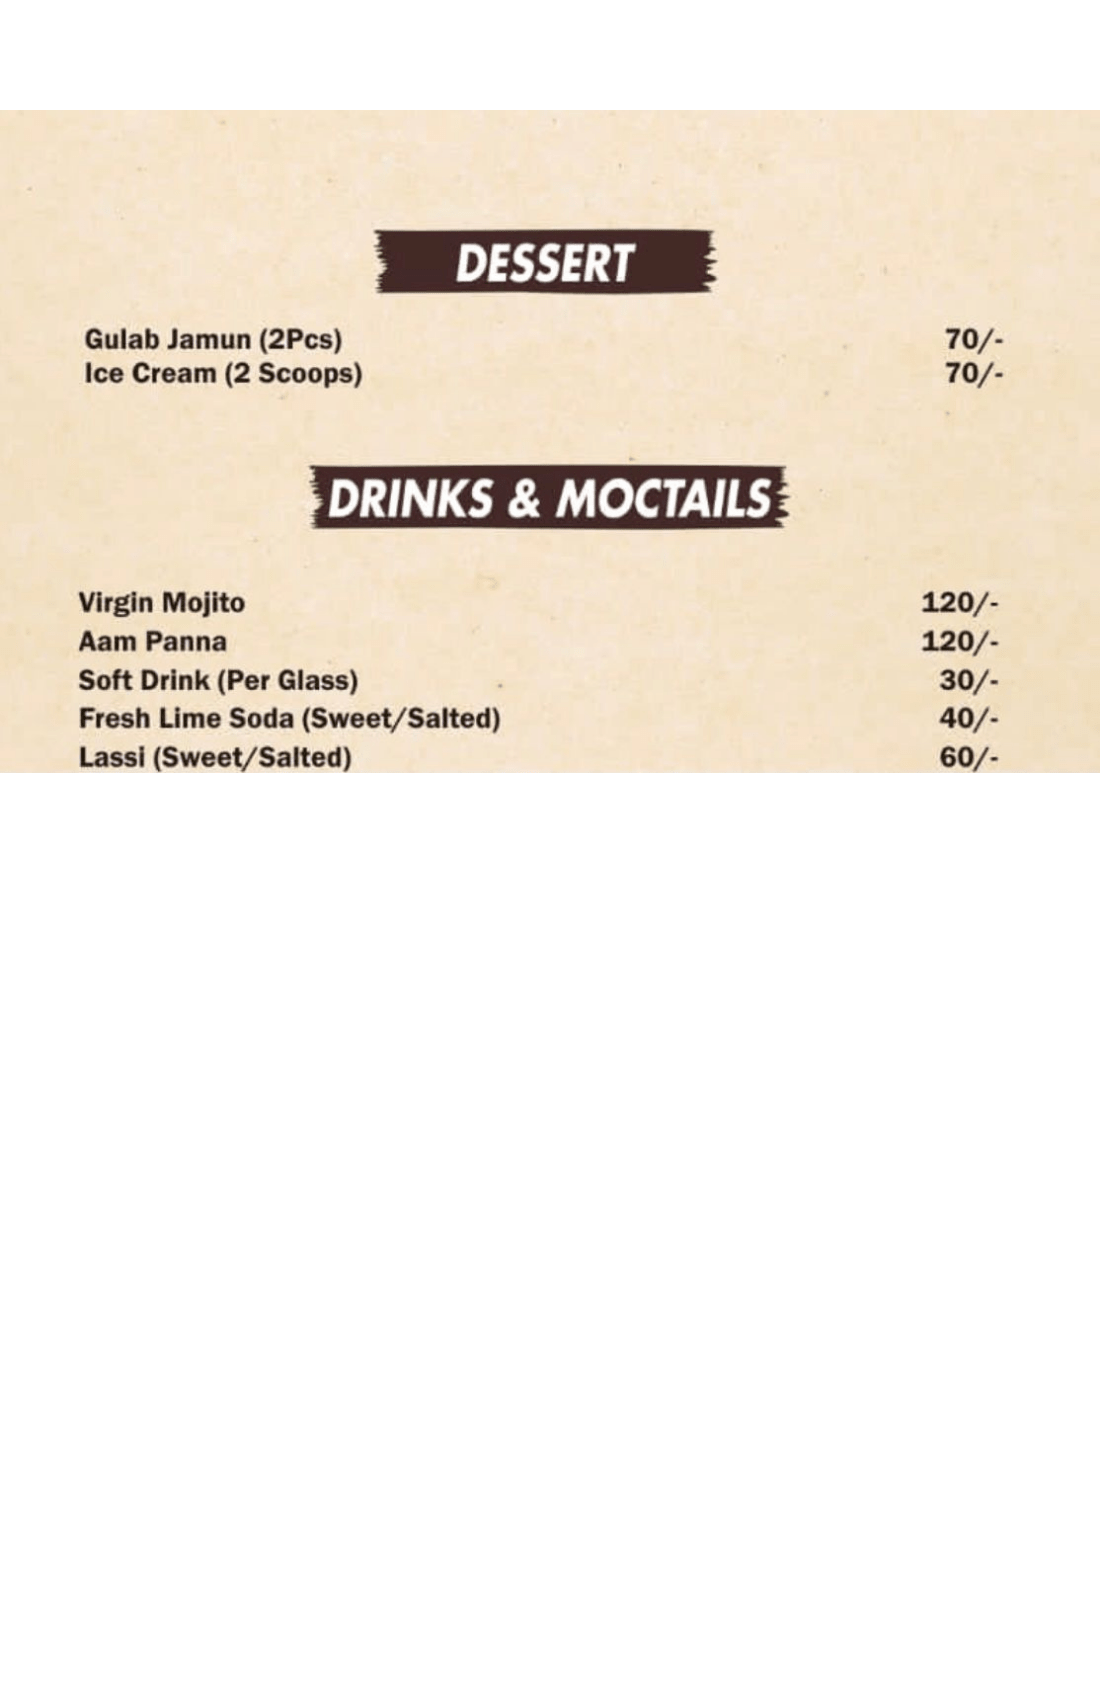 DESSERT
Gulab Jamun (2Pcs) 70/-
Ice Cream (2 Scoops) 70/-
DRINKS & MOCTAILS
Virgin Mojito 120/-
Aam Panna 120/-
Soft Drink (Per Glass) 30/-
Fresh Lime Soda (Sweet/Salted) 40/-
Lassi (Sweet/Salted) 60/-